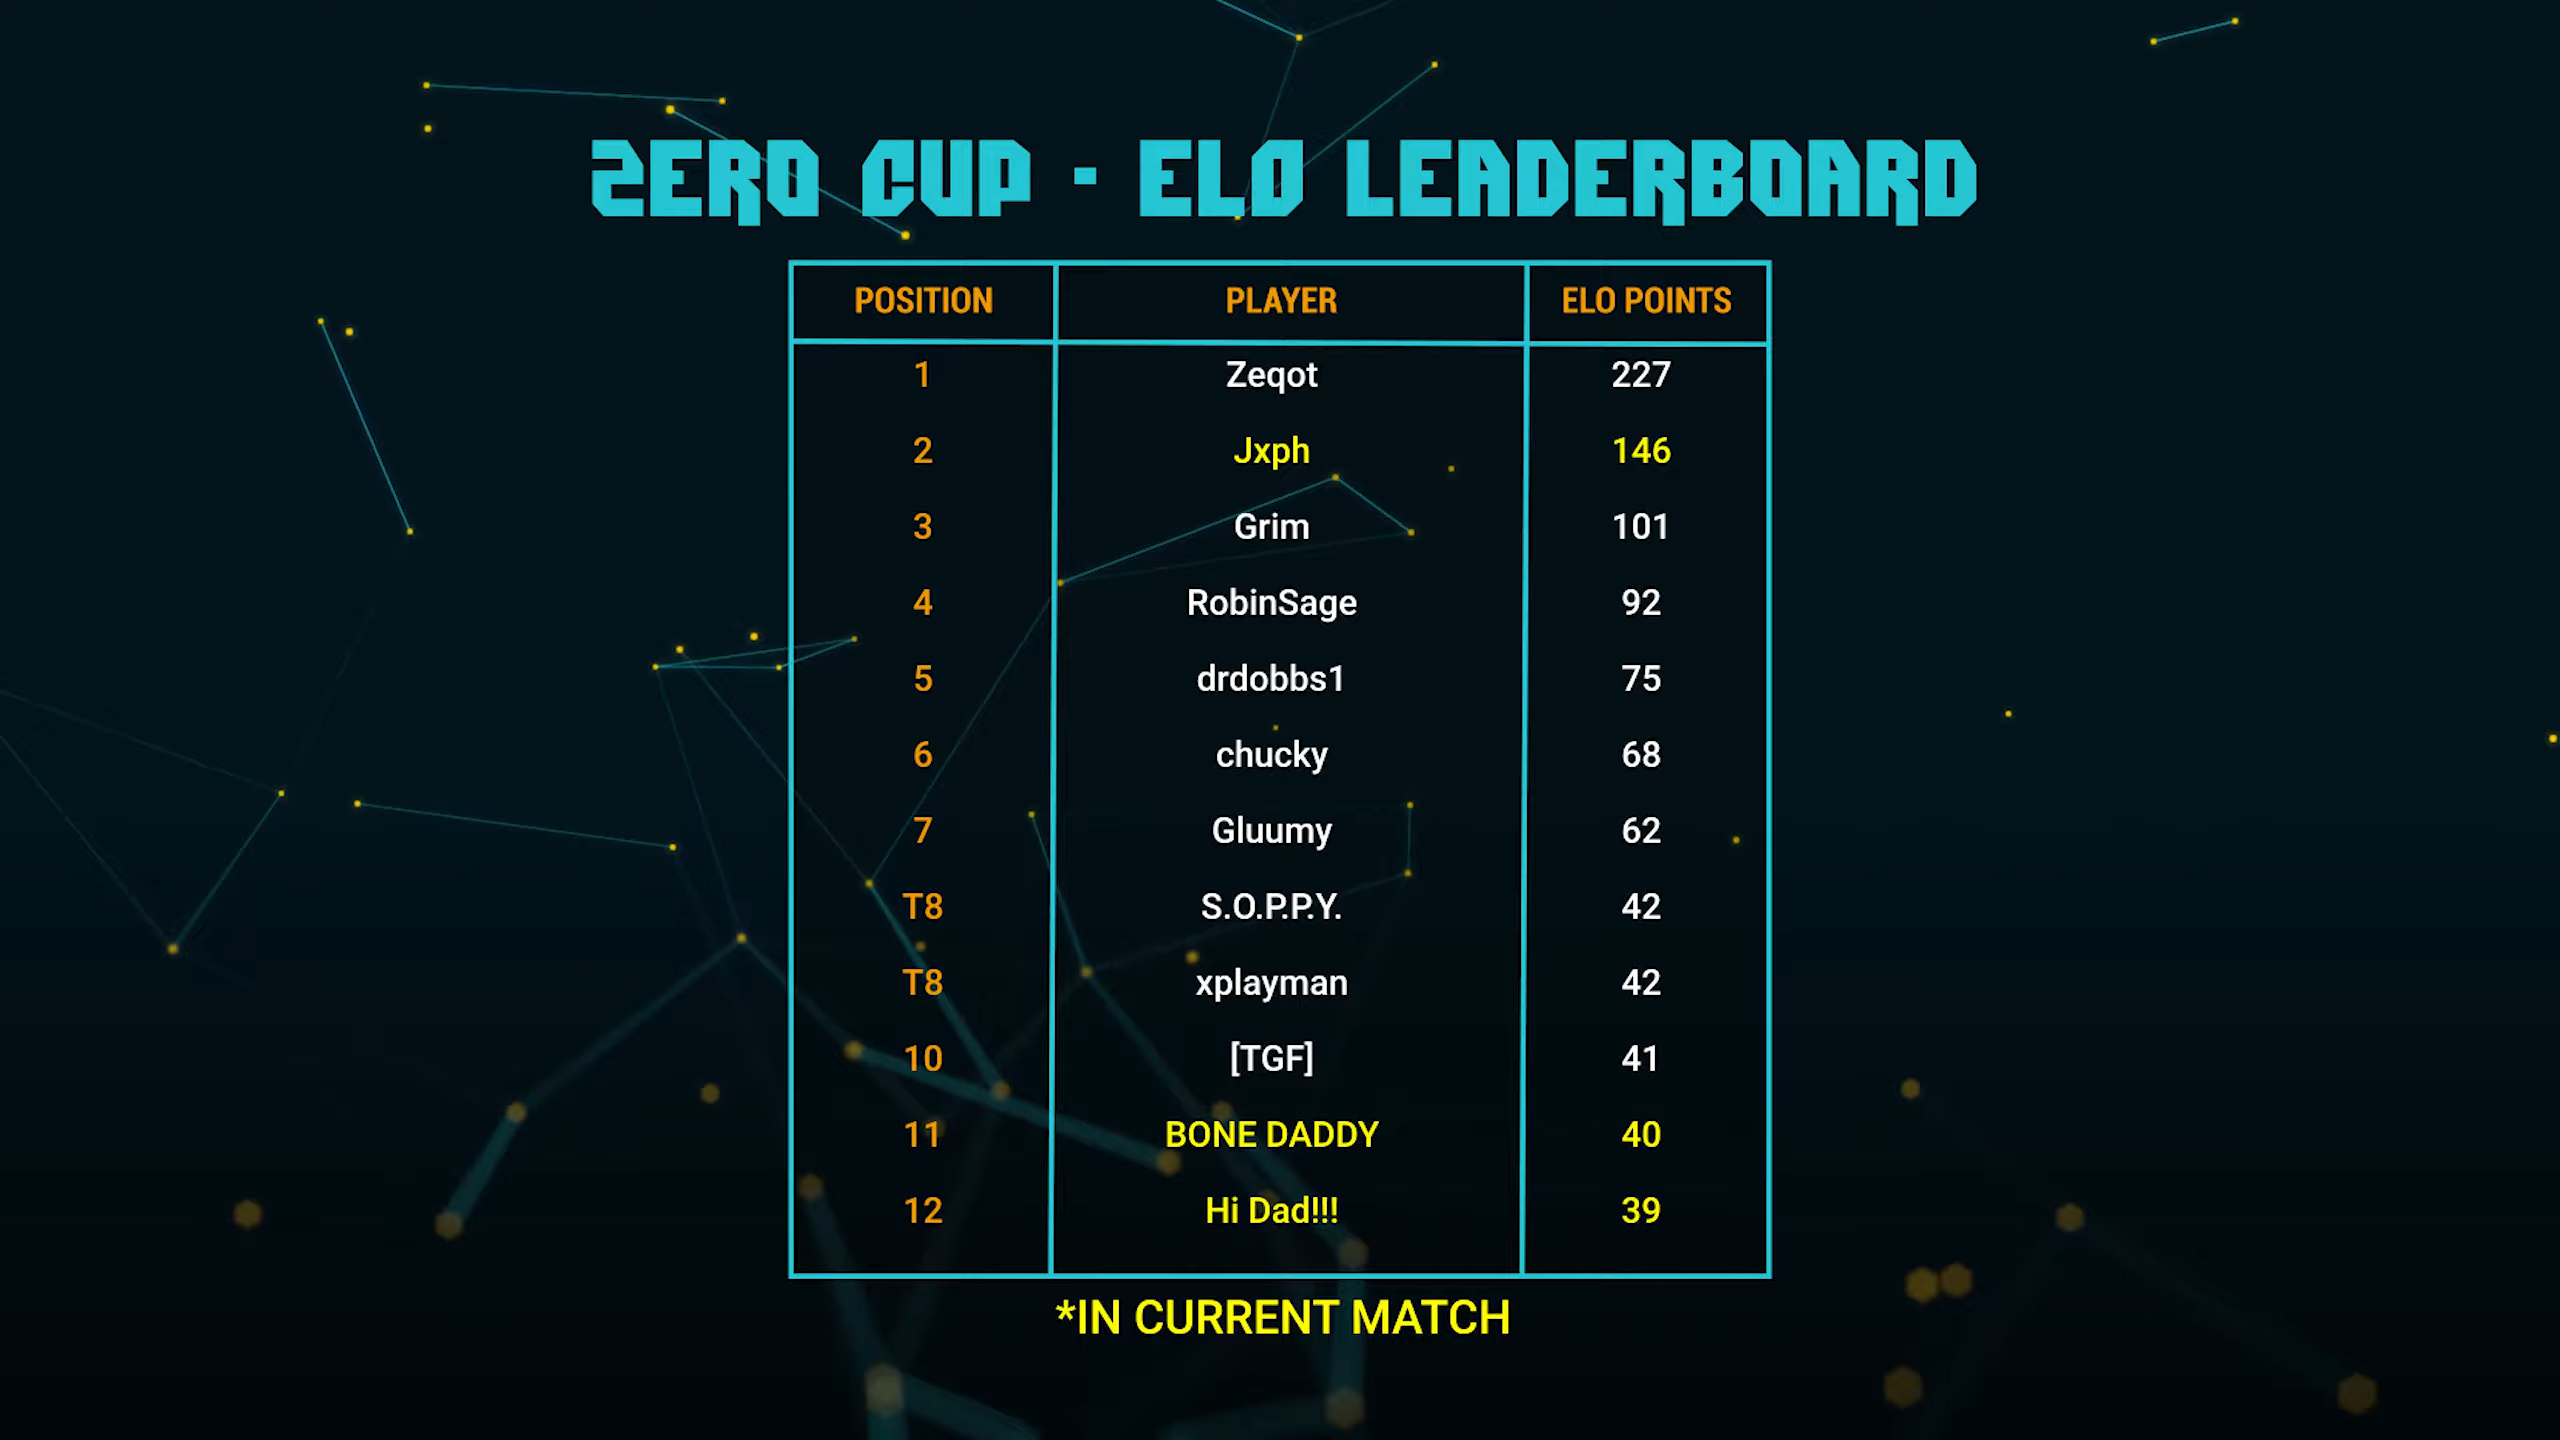 ZERO CUP - ELO LEADERBOARD
POSITION PLAYER ELO POINTS
1 Zeqot 227
2 Jxph 146
3 Grim 101
4 RobinSage 92
5 drdobbs1 75
6 chucky 68
7 Gluumy 62
T8 S.O.P.P.Y. 42
T8 xplayman 42
10 [TGF] 41
11 BONE DADDY 40
12 Hi Dad!!! 39
*IN CURRENT MATCH